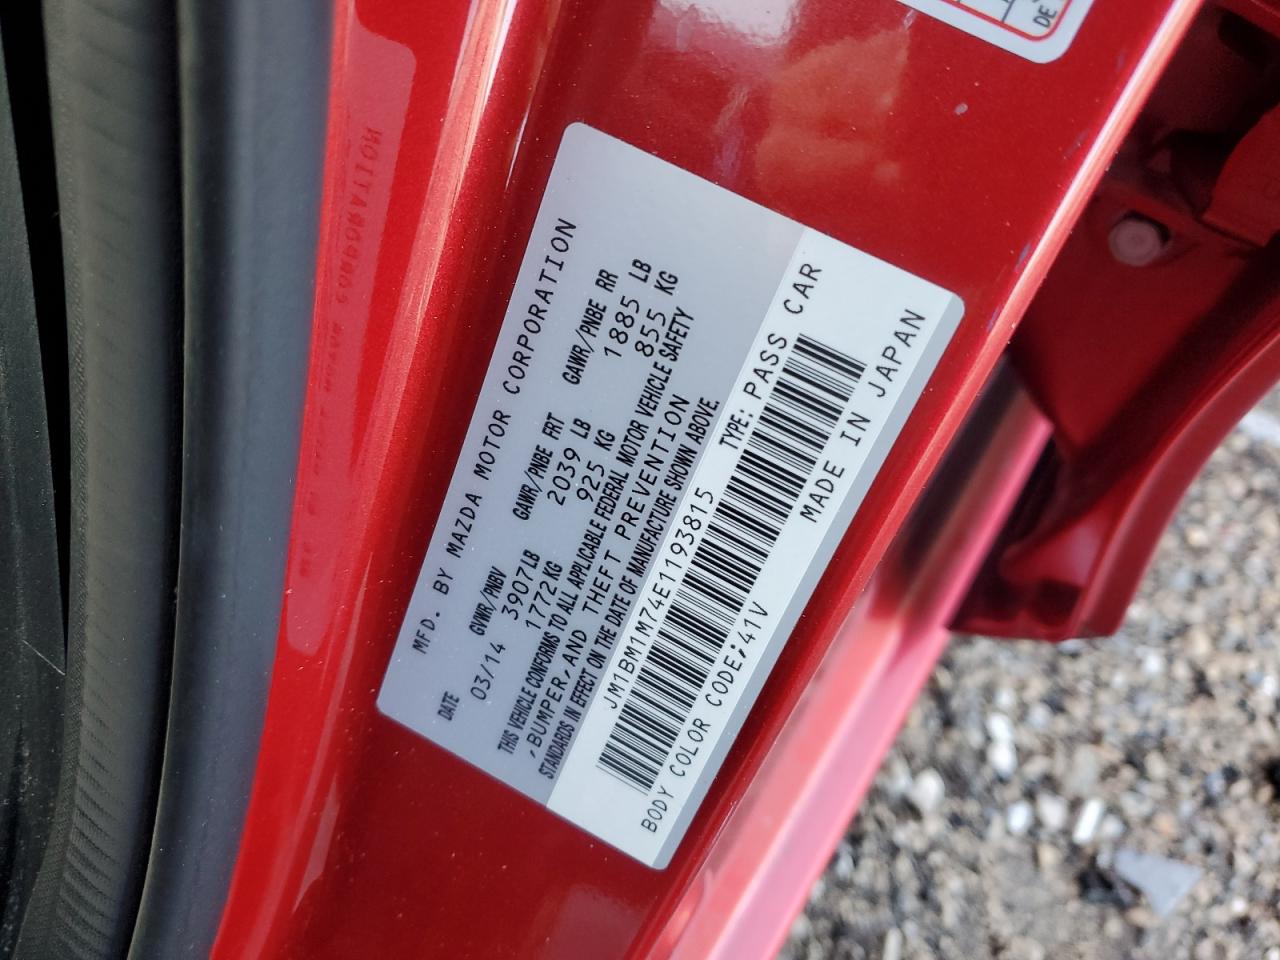 MFD. BY MAZDA MOTOR CORPORATION
DATE GVWR/PNBV GAWR/PNBE FRT GAWR/PNBE RR
03/14 3907LB 2039 LB 1885 LB
1772KG 925 KG 855 KG
THIS VEHICLE CONFORMS TO ALL APPLICABLE FEDERAL MOTOR VEHICLE SAFETY
,BUMPER,AND THEFT PREVENTION
STANDARDS IN EFFECT ON THE DATE OF MANUFACTURE SHOWN ABOVE.
JM1BM1M74E1193815 TYPE: PASS CAR
BODY COLOR CODE;41V MADE IN JAPAN
DE